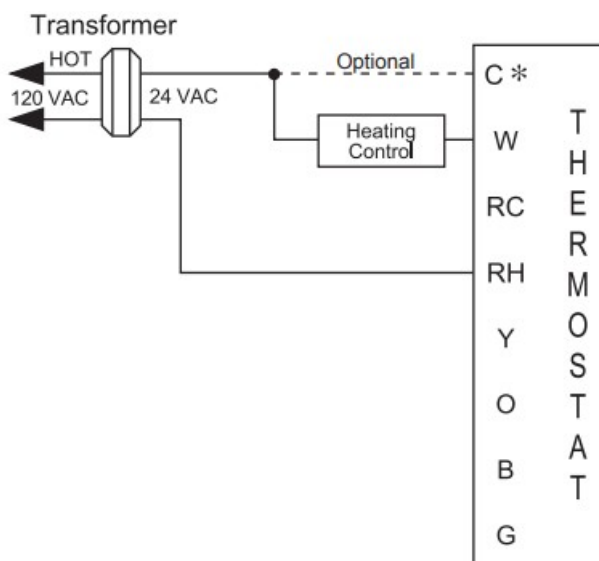 Transformer
HOT
120 VAC
24 VAC
Optional
Heating
Control
C*
W
RC
RH
Y
O
B
G
THERMOSTAT